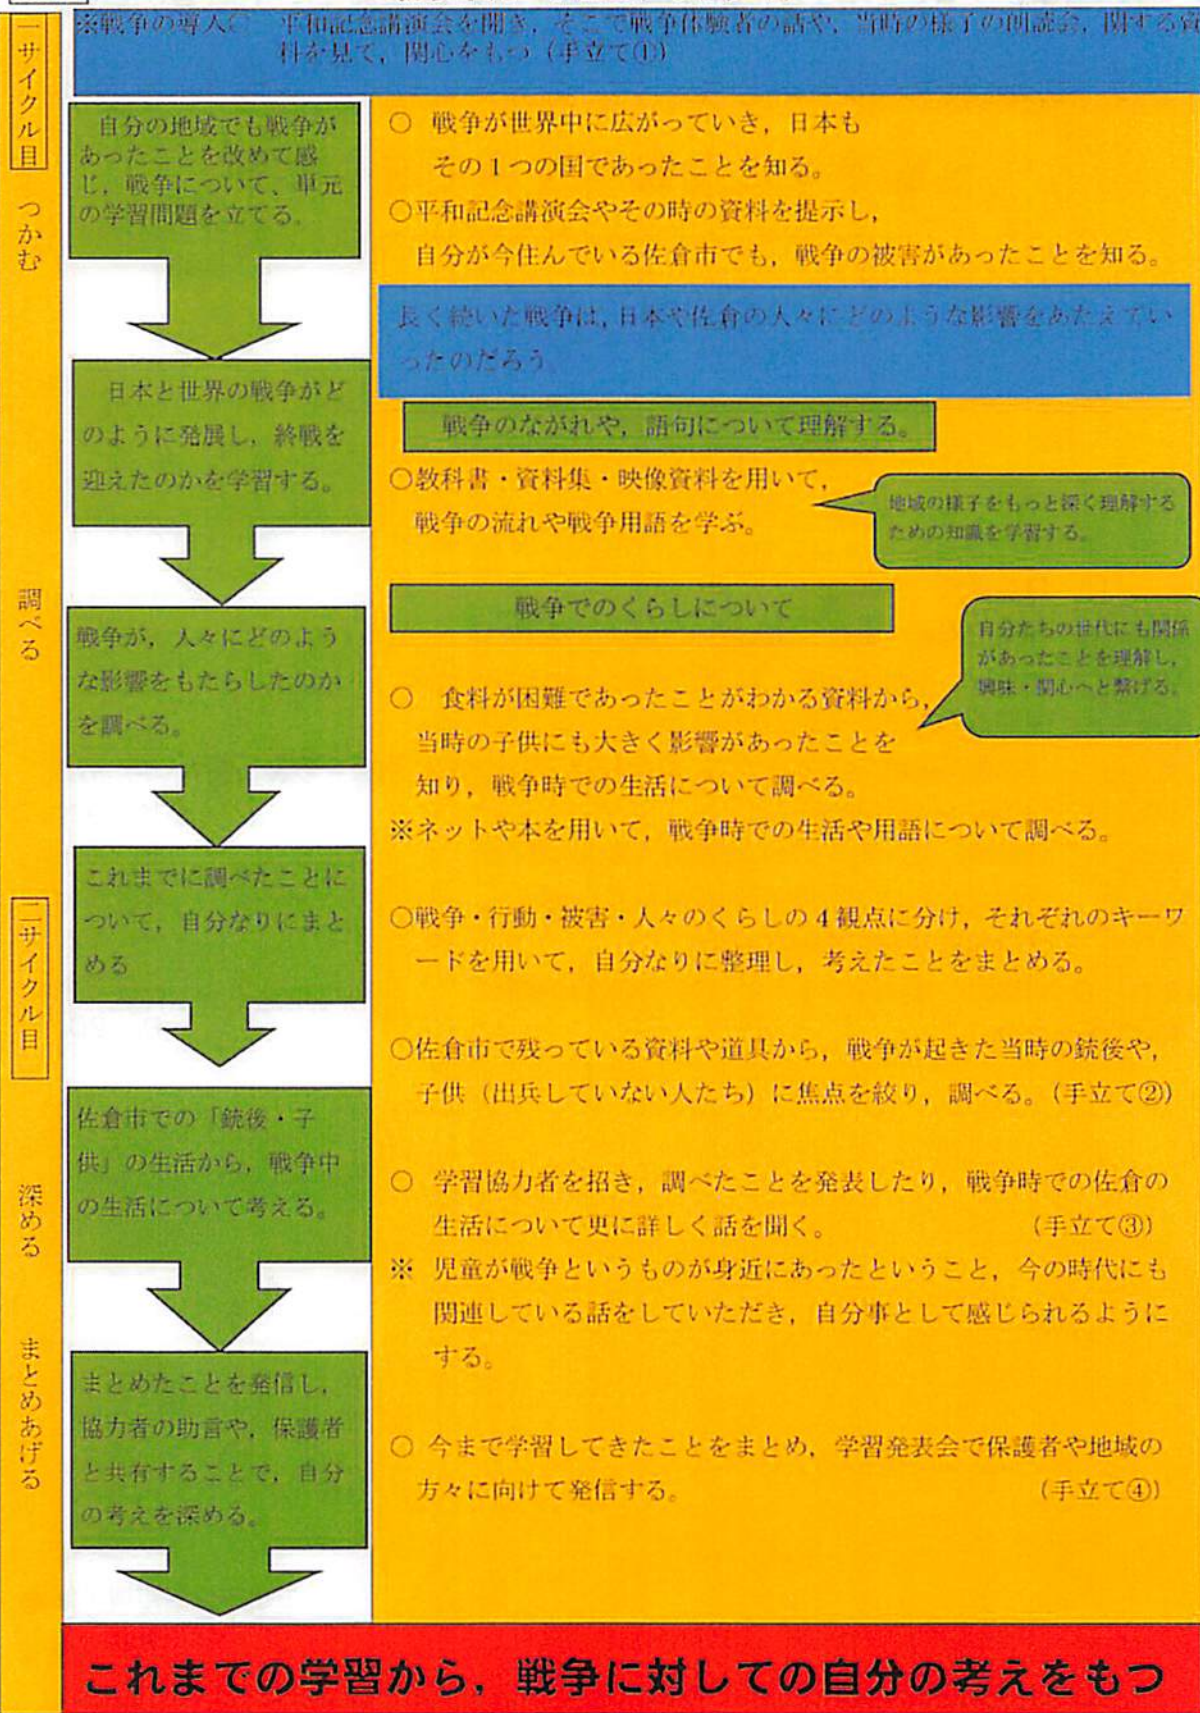 ※戦争の導入○ 平和記念講演会を開き，そこで戦争体験者の話や，当時の様子の朗読会，関する資
料を見て，関心をもつ（手立て①）
一サイクル目
つかむ
自分の地域でも戦争が
あったことを改めて感
じ，戦争について、単元
の学習問題を立てる。
○ 戦争が世界中に広がっていき，日本も
その１つの国であったことを知る。
○平和記念講演会やその時の資料を提示し，
自分が今住んでいる佐倉市でも，戦争の被害があったことを知る。
長く続いた戦争は，日本や佐倉の人々にどのような影響をあたえてい
ったのだろう。
日本と世界の戦争がど
のように発展し，終戦を
迎えたのかを学習する。
戦争のながれや，語句について理解する。
○教科書・資料集・映像資料を用いて，
戦争の流れや戦争用語を学ぶ。
地域の様子をもっと深く理解する
ための知識を学習する。
調べる
戦争が，人々にどのよう
な影響をもたらしたのか
を調べる。
戦争でのくらしについて
自分たちの世代にも関係
があったことを理解し，
興味・関心へと繋げる。
○ 食料が困難であったことがわかる資料から，
当時の子供にも大きく影響があったことを
知り，戦争時での生活について調べる。
※ネットや本を用いて，戦争時での生活や用語について調べる。
これまでに調べたことに
ついて，自分なりにまと
める
○戦争・行動・被害・人々のくらしの４観点に分け，それぞれのキーワ
ードを用いて，自分なりに整理し，考えたことをまとめる。
二サイクル目
○佐倉市で残っている資料や道具から，戦争が起きた当時の銃後や，
子供（出兵していない人たち）に焦点を絞り，調べる。（手立て②）
深める
佐倉市での「銃後・子
供」の生活から，戦争中
の生活について考える。
○ 学習協力者を招き，調べたことを発表したり，戦争時での佐倉の
生活について更に詳しく話を聞く。 （手立て③）
※ 児童が戦争というものが身近にあったということ，今の時代にも
関連している話をしていただき，自分事として感じられるように
する。
まとめあげる
まとめたことを発信し，
協力者の助言や，保護者
と共有することで，自分
の考えを深める。
○ 今まで学習してきたことをまとめ，学習発表会で保護者や地域の
方々に向けて発信する。 （手立て④）
これまでの学習から，戦争に対しての自分の考えをもつ